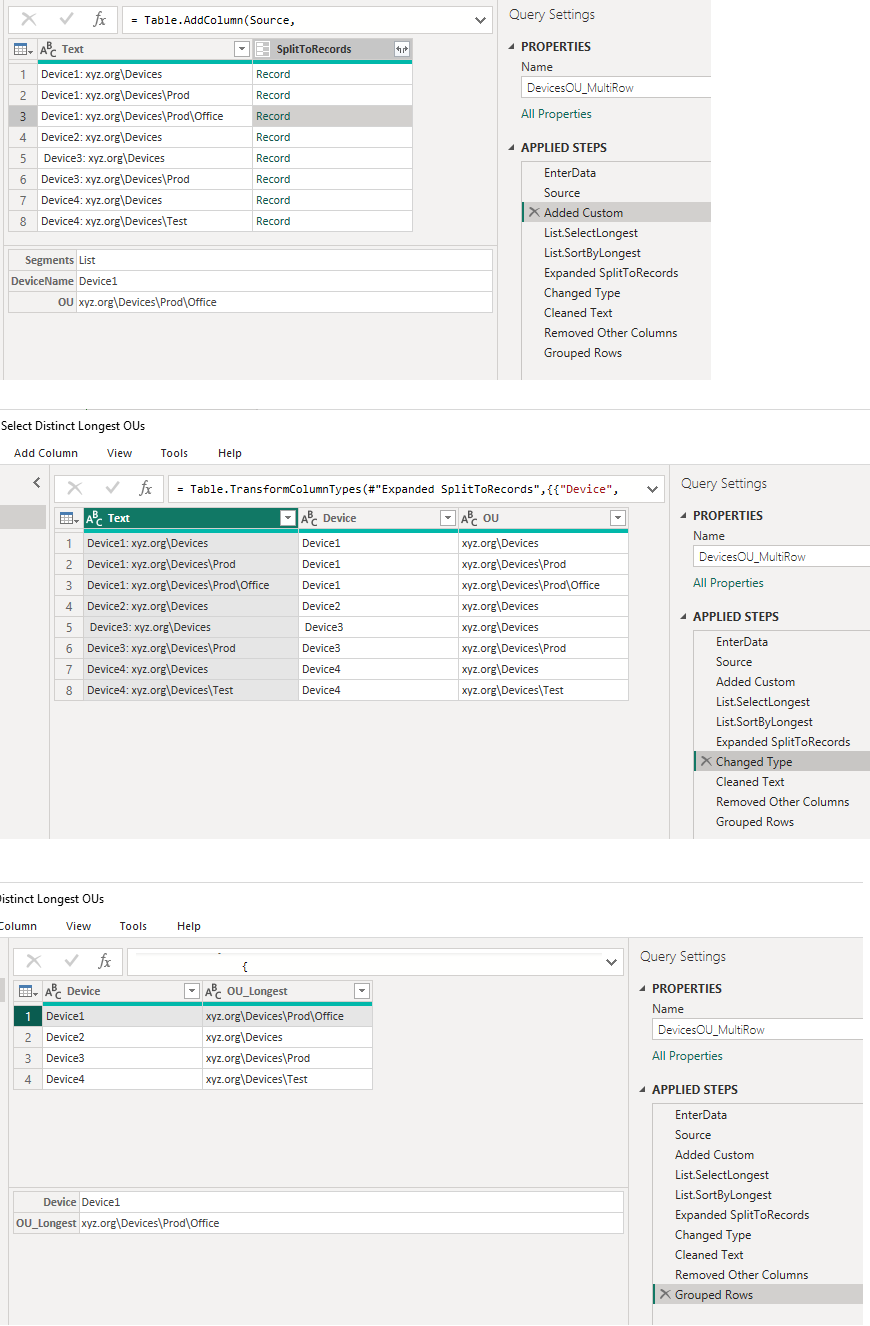 fx = Table.AddColumn(Source,
Query Settings
ABC Text SplitToRecords
1 Device1: xyz.org\Devices Record
2 Device1: xyz.org\Devices\Prod Record
3 Device1: xyz.org\Devices\Prod\Office Record
4 Device2: xyz.org\Devices Record
5 Device3: xyz.org\Devices Record
6 Device3: xyz.org\Devices\Prod Record
7 Device4: xyz.org\Devices Record
8 Device4: xyz.org\Devices\Test Record
Segments List
DeviceName Device1
OU xyz.org\Devices\Prod\Office
PROPERTIES
Name
DevicesOU_MultiRow
All Properties
APPLIED STEPS
EnterData
Source
Added Custom
List.SelectLongest
List.SortByLongest
Expanded SplitToRecords
Changed Type
Cleaned Text
Removed Other Columns
Grouped Rows
Select Distinct Longest OUs
Add Column View Tools Help
fx = Table.TransformColumnTypes(#"Expanded SplitToRecords",{{"Device",
Query Settings
ABC Text ABC Device ABC OU
1 Device1: xyz.org\Devices Device1 xyz.org\Devices
2 Device1: xyz.org\Devices\Prod Device1 xyz.org\Devices\Prod
3 Device1: xyz.org\Devices\Prod\Office Device1 xyz.org\Devices\Prod\Office
4 Device2: xyz.org\Devices Device2 xyz.org\Devices
5 Device3: xyz.org\Devices Device3 xyz.org\Devices
6 Device3: xyz.org\Devices\Prod Device3 xyz.org\Devices\Prod
7 Device4: xyz.org\Devices Device4 xyz.org\Devices
8 Device4: xyz.org\Devices\Test Device4 xyz.org\Devices\Test
PROPERTIES
Name
DevicesOU_MultiRow
All Properties
APPLIED STEPS
EnterData
Source
Added Custom
List.SelectLongest
List.SortByLongest
Expanded SplitToRecords
Changed Type
Cleaned Text
Removed Other Columns
Grouped Rows
Distinct Longest OUs
Column View Tools Help
fx {
Query Settings
ABC Device ABC OU_Longest
1 Device1 xyz.org\Devices\Prod\Office
2 Device2 xyz.org\Devices
3 Device3 xyz.org\Devices\Prod
4 Device4 xyz.org\Devices\Test
Device Device1
OU_Longest xyz.org\Devices\Prod\Office
PROPERTIES
Name
DevicesOU_MultiRow
All Properties
APPLIED STEPS
EnterData
Source
Added Custom
List.SelectLongest
List.SortByLongest
Expanded SplitToRecords
Changed Type
Cleaned Text
Removed Other Columns
Grouped Rows